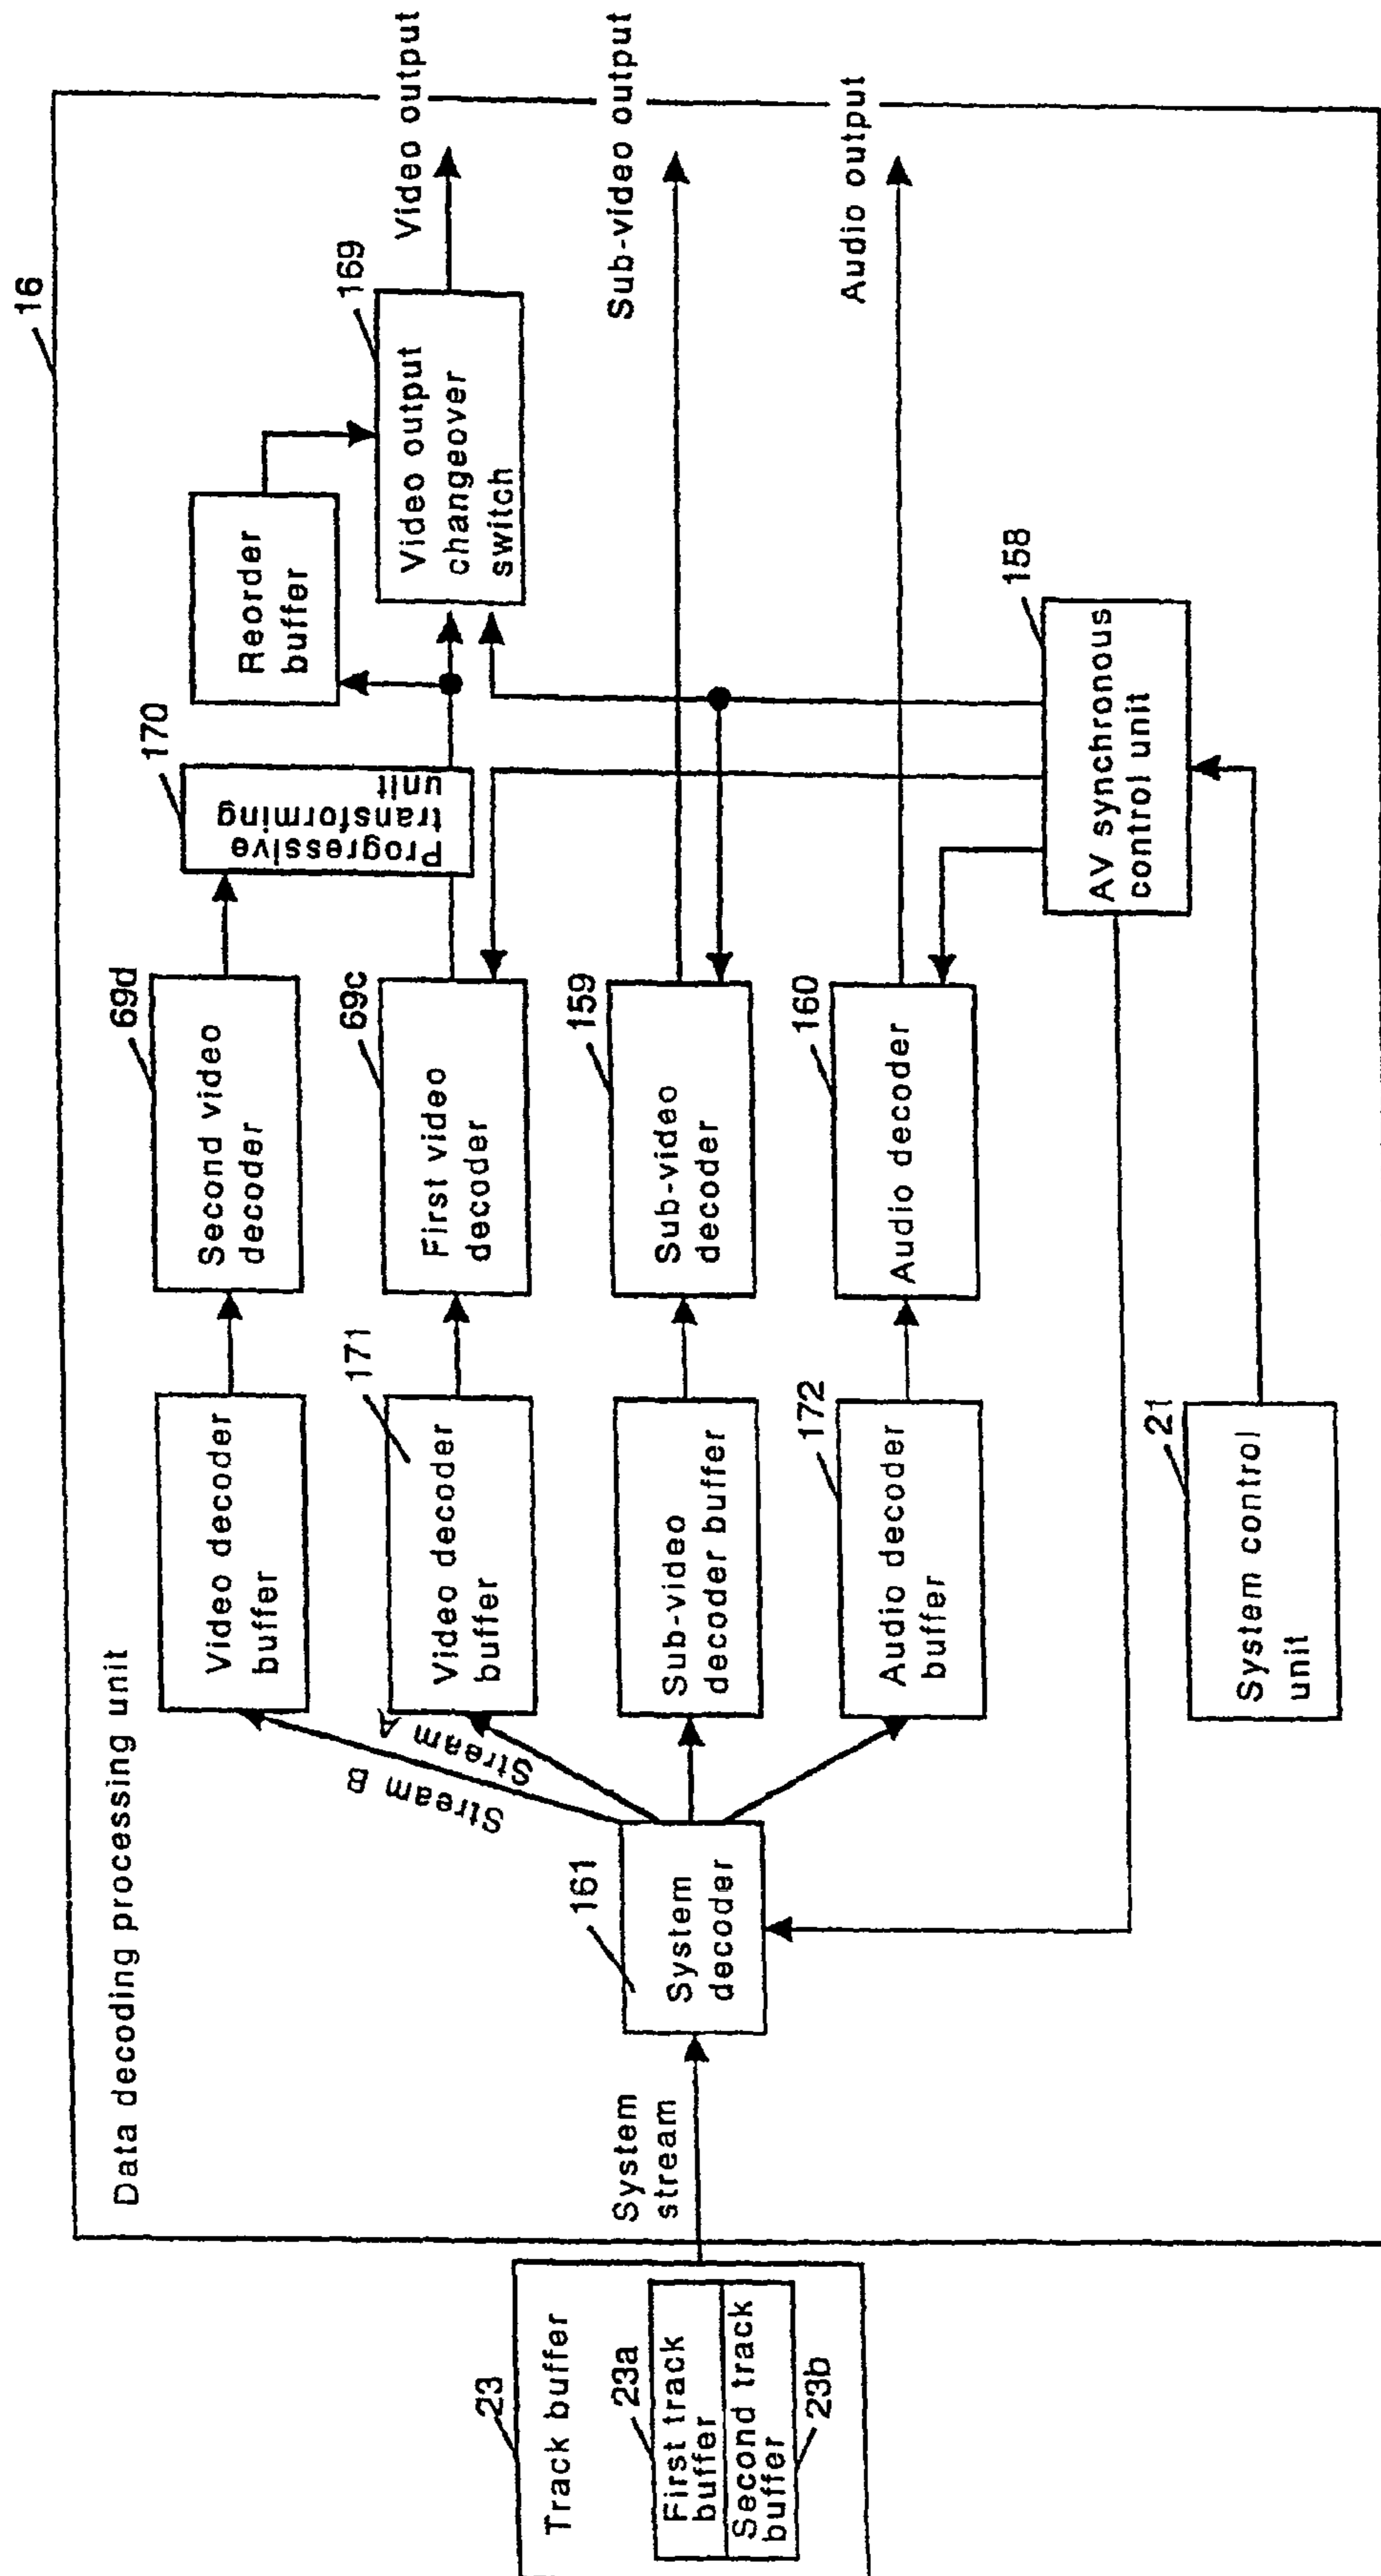 16
Data decoding processing unit
23
Track buffer
23a
First track
buffer
Second track
buffer
23b
System
stream
161
System
decoder
Stream B
Stream A
Video decoder
buffer
171
Video decoder
buffer
Sub-video
decoder buffer
172
Audio decoder
buffer
21
System control
unit
69d
Second video
decoder
69c
First video
decoder
159
Sub-video
decoder
160
Audio decoder
170
Progressive
transforming
unit
Reorder
buffer
158
AV synchronous
control unit
169
Video output
changeover
switch
Video output
Sub-video output
Audio output